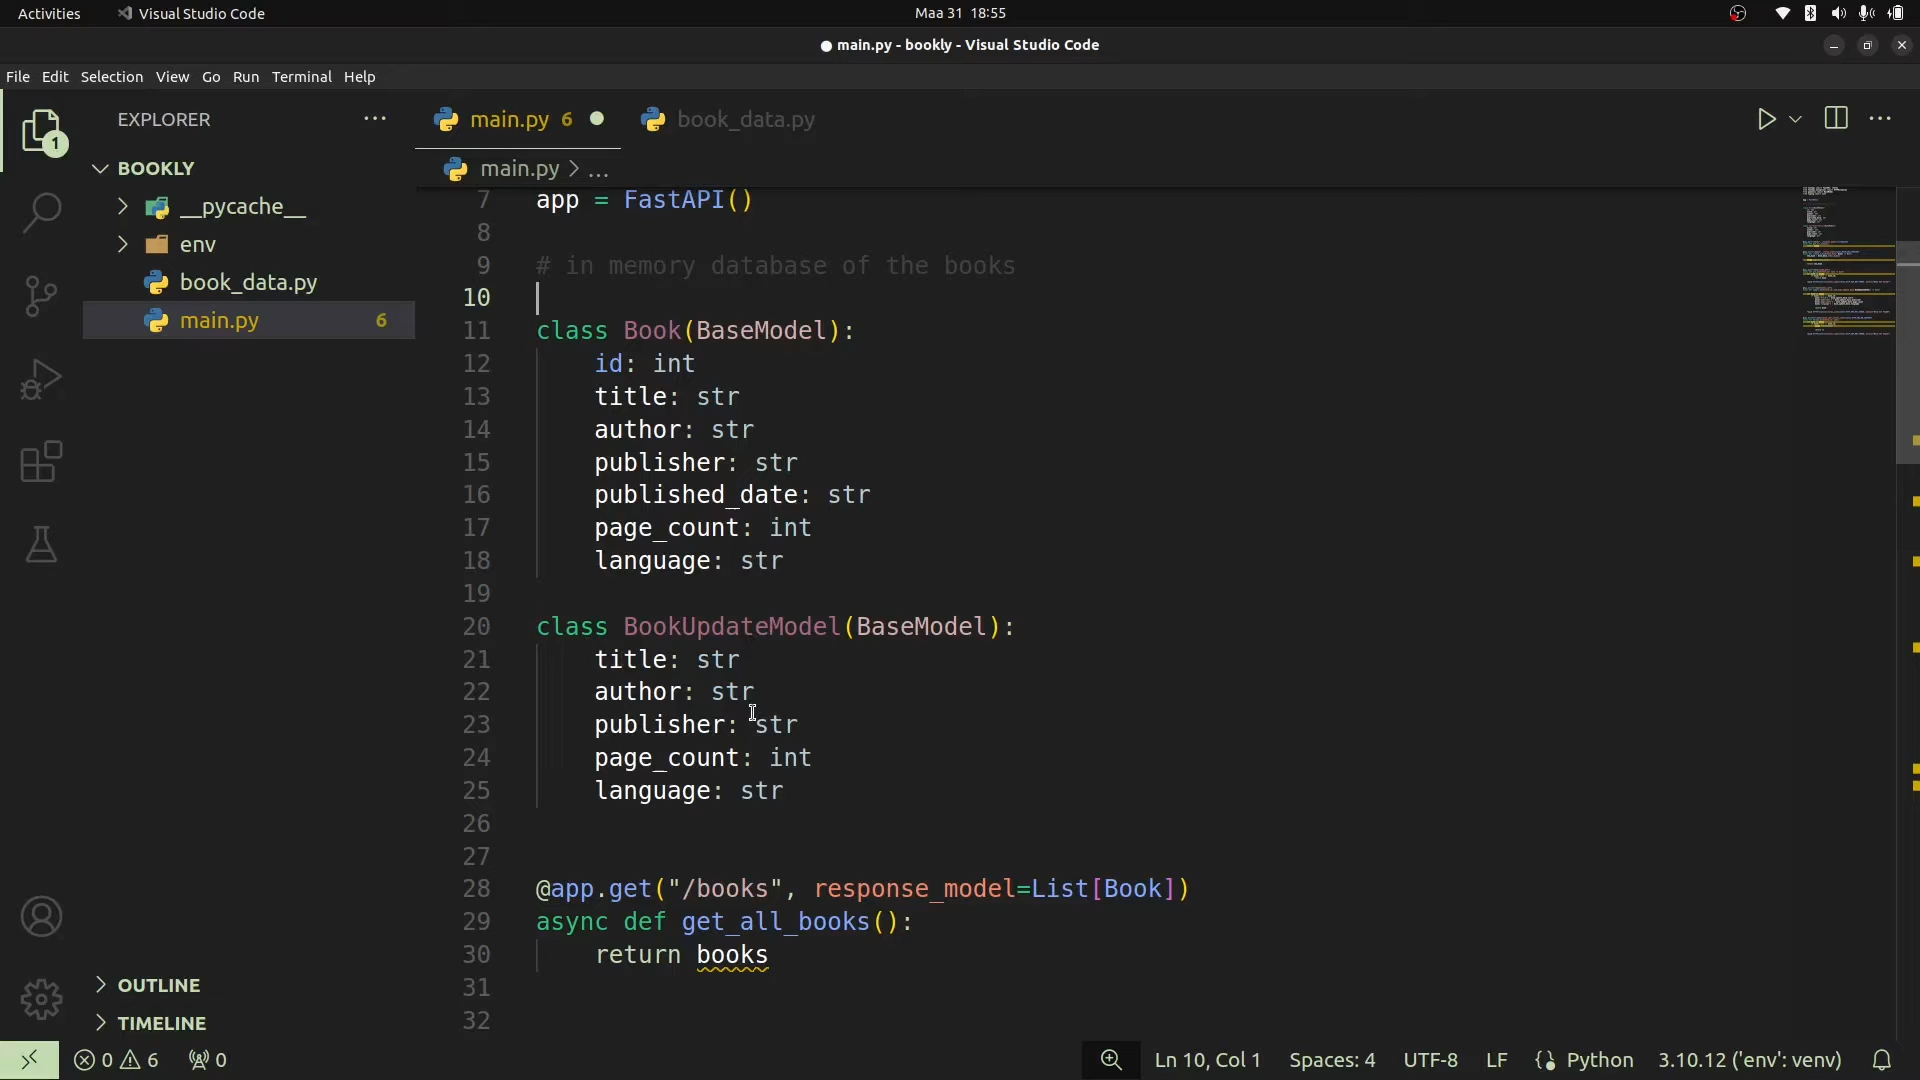 Activities
Visual Studio Code
Maa 31 18:55
● main.py - bookly - Visual Studio Code
File Edit Selection View Go Run Terminal Help
EXPLORER
1
BOOKLY
__pycache__
env
book_data.py
main.py 6
OUTLINE
TIMELINE
main.py 6
book_data.py
main.py > ...
7 app = FastAPI()
8
9 # in memory database of the books
10
11 class Book(BaseModel):
12     id: int
13     title: str
14     author: str
15     publisher: str
16     published_date: str
17     page_count: int
18     language: str
19
20 class BookUpdateModel(BaseModel):
21     title: str
22     author: str
23     publisher: str
24     page_count: int
25     language: str
26
27
28 @app.get("/books", response_model=List[Book])
29 async def get_all_books():
30     return books
31
32
0 6 0
Ln 10, Col 1 Spaces: 4 UTF-8 LF Python 3.10.12 ('env': venv)